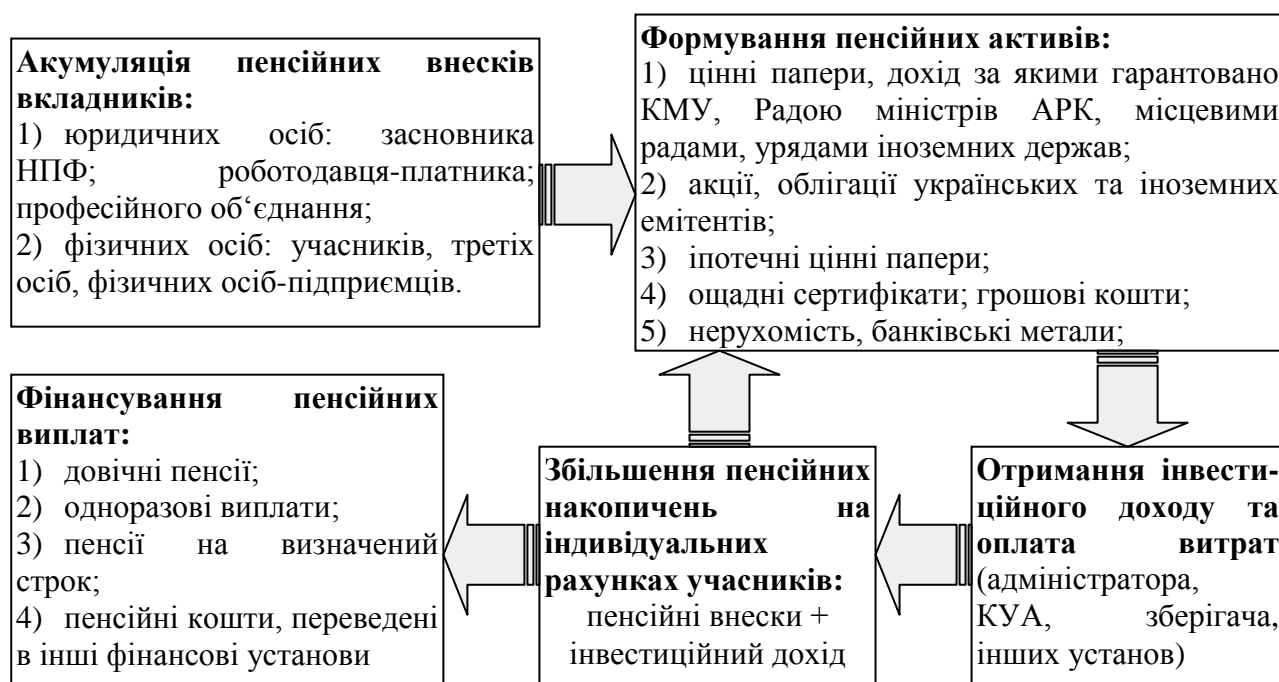 Акумуляція пенсійних внесків
вкладників:
1) юридичних осіб: засновника
НПФ; роботодавця-платника;
професійного об‘єднання;
2) фізичних осіб: учасників, третіх
осіб, фізичних осіб-підприємців.
Формування пенсійних активів:
1) цінні папери, дохід за якими гарантовано
КМУ, Радою міністрів АРК, місцевими
радами, урядами іноземних держав;
2) акції, облігації українських та іноземних
емітентів;
3) іпотечні цінні папери;
4) ощадні сертифікати; грошові кошти;
5) нерухомість, банківські метали;
Фінансування пенсійних
виплат:
1) довічні пенсії;
2) одноразові виплати;
3) пенсії на визначений
строк;
4) пенсійні кошти, переведені
в інші фінансові установи
Збільшення пенсійних
накопичень на
індивідуальних
рахунках учасників:
пенсійні внески +
інвестиційний дохід
Отримання інвести-
ційного доходу та
оплата витрат
(адміністратора,
КУА, зберігача,
інших установ)